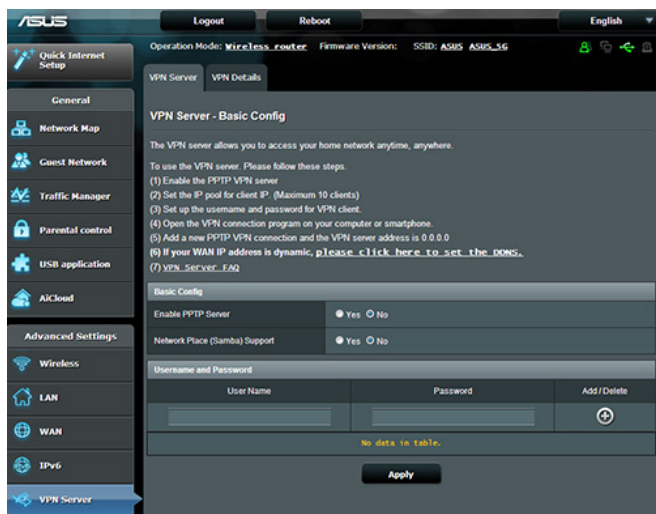 ASUS
Logout
Reboot
English
Quick Internet Setup
Operation Mode: Wireless router Firmware Version: SSID: ASUS ASUS_5G
VPN Server
VPN Details
General
Network Map
Guest Network
Traffic Manager
Parental control
USB application
AiCloud
Advanced Settings
Wireless
LAN
WAN
IPv6
VPN Server
VPN Server - Basic Config
The VPN server allows you to access your home network anytime, anywhere.
To use the VPN server. Please follow these steps.
(1) Enable the PPTP VPN server
(2) Set the IP pool for client IP. (Maximum 10 clients)
(3) Set up the username and password for VPN client.
(4) Open the VPN connection program on your computer or smartphone.
(5) Add a new PPTP VPN connection and the VPN server address is 0.0.0.0
(6) If your WAN IP address is dynamic, please click here to set the DDNS.
(7) VPN Server FAQ
Basic Config
Enable PPTP Server Yes No
Network Place (Samba) Support Yes No
Username and Password
User Name Password Add / Delete
No data in table.
Apply